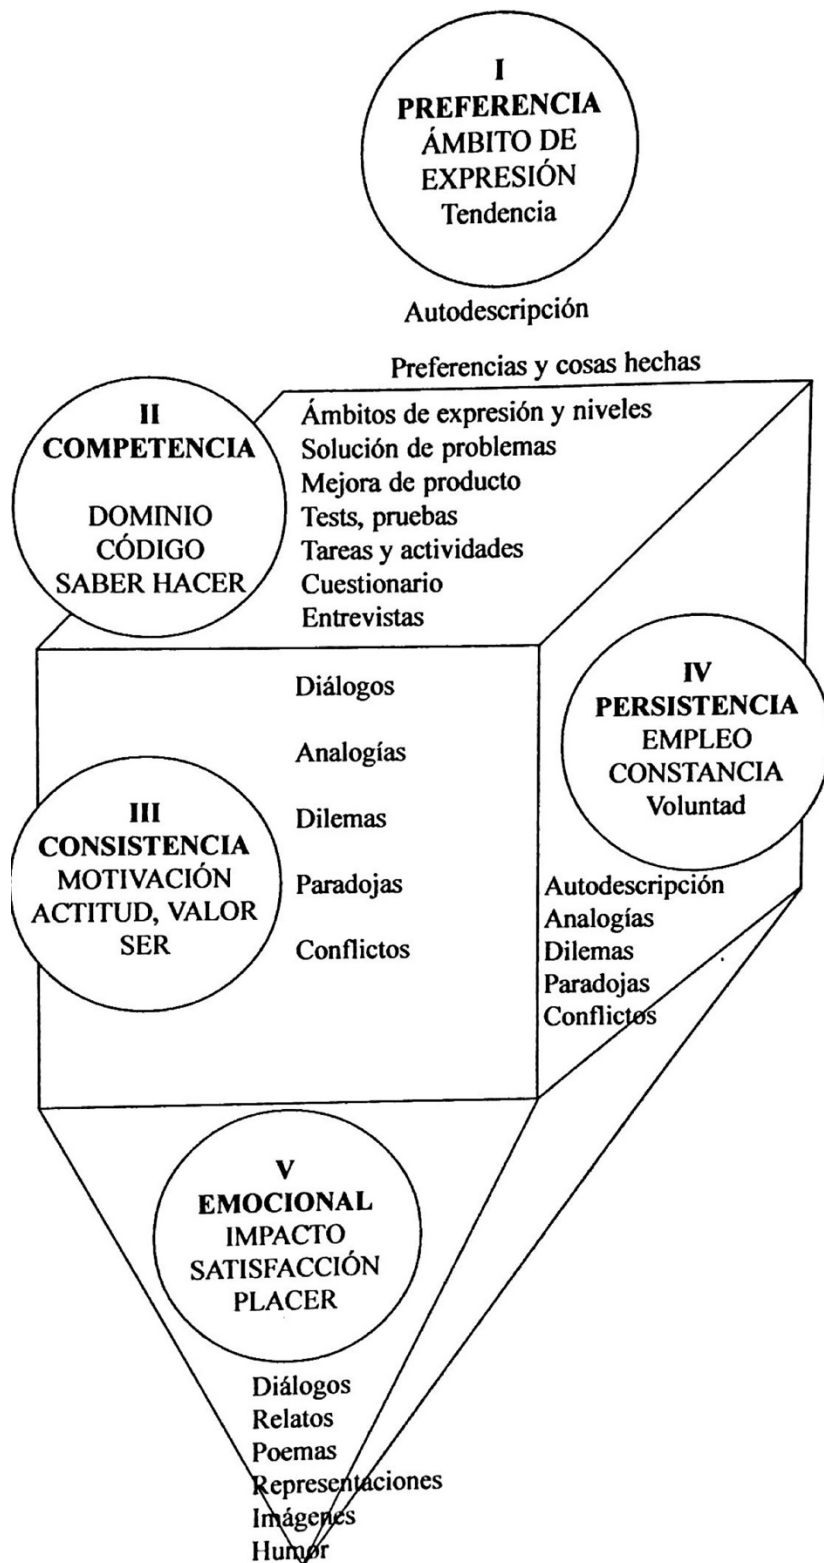 I
PREFERENCIA
ÁMBITO DE
EXPRESIÓN
Tendencia
Autodescripción
Preferencias y cosas hechas
II
COMPETENCIA
DOMINIO
CÓDIGO
SABER HACER
Ámbitos de expresión y niveles
Solución de problemas
Mejora de producto
Tests, pruebas
Tareas y actividades
Cuestionario
Entrevistas
III
CONSISTENCIA
MOTIVACIÓN
ACTITUD, VALOR
SER
Diálogos
Analogías
Dilemas
Paradojas
Conflictos
IV
PERSISTENCIA
EMPLEO
CONSTANCIA
Voluntad
Autodescripción
Analogías
Dilemas
Paradojas
Conflictos
V
EMOCIONAL
IMPACTO
SATISFACCIÓN
PLACER
Diálogos
Relatos
Poemas
Representaciones
Imágenes
Humor